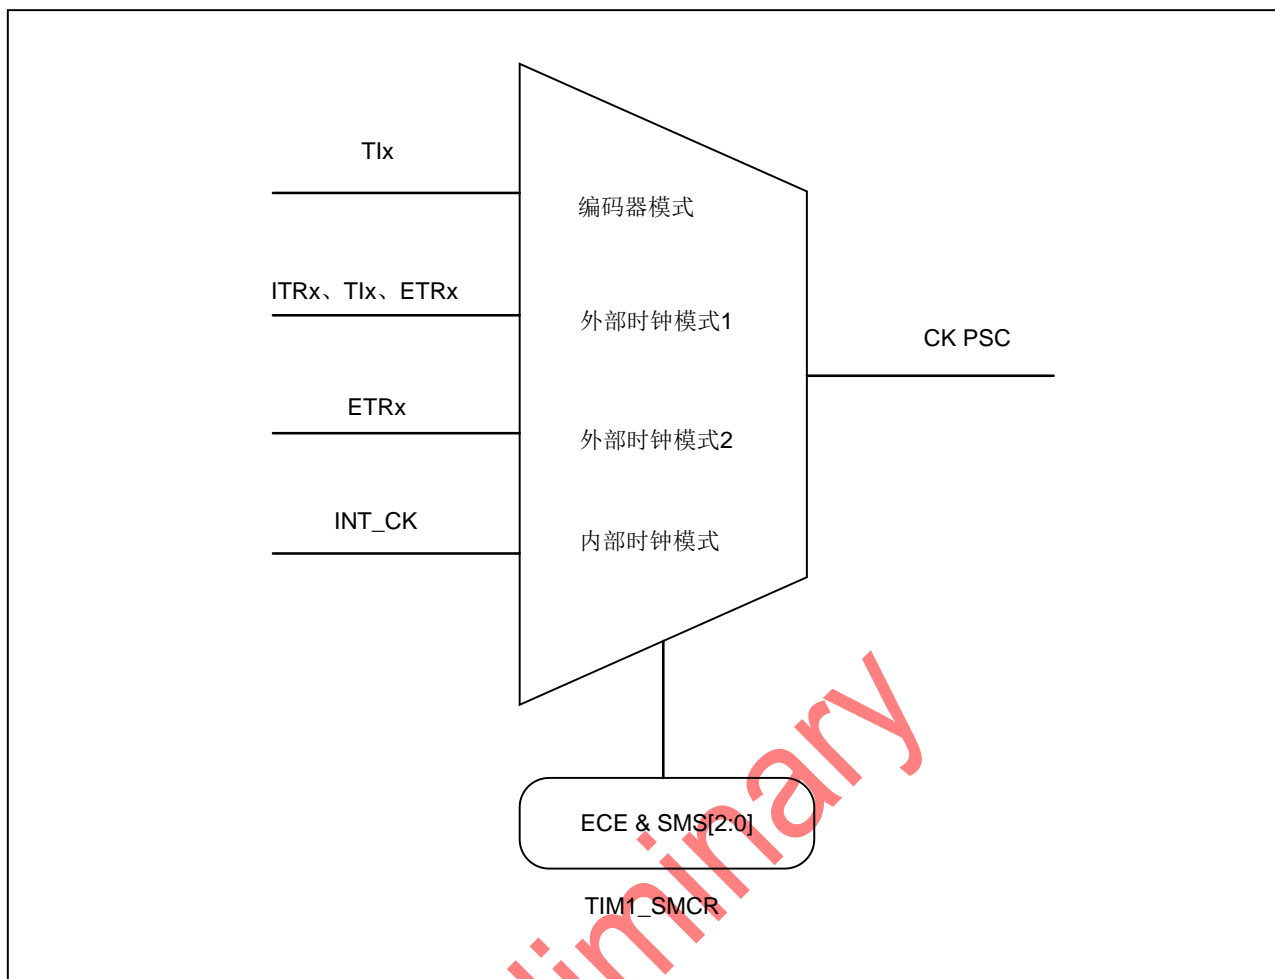 TIx
编码器模式
ITRx、TIx、ETRx
外部时钟模式1
CK PSC
ETRx
外部时钟模式2
INT_CK
内部时钟模式
ECE & SMS[2:0]
TIM1_SMCR
liminary